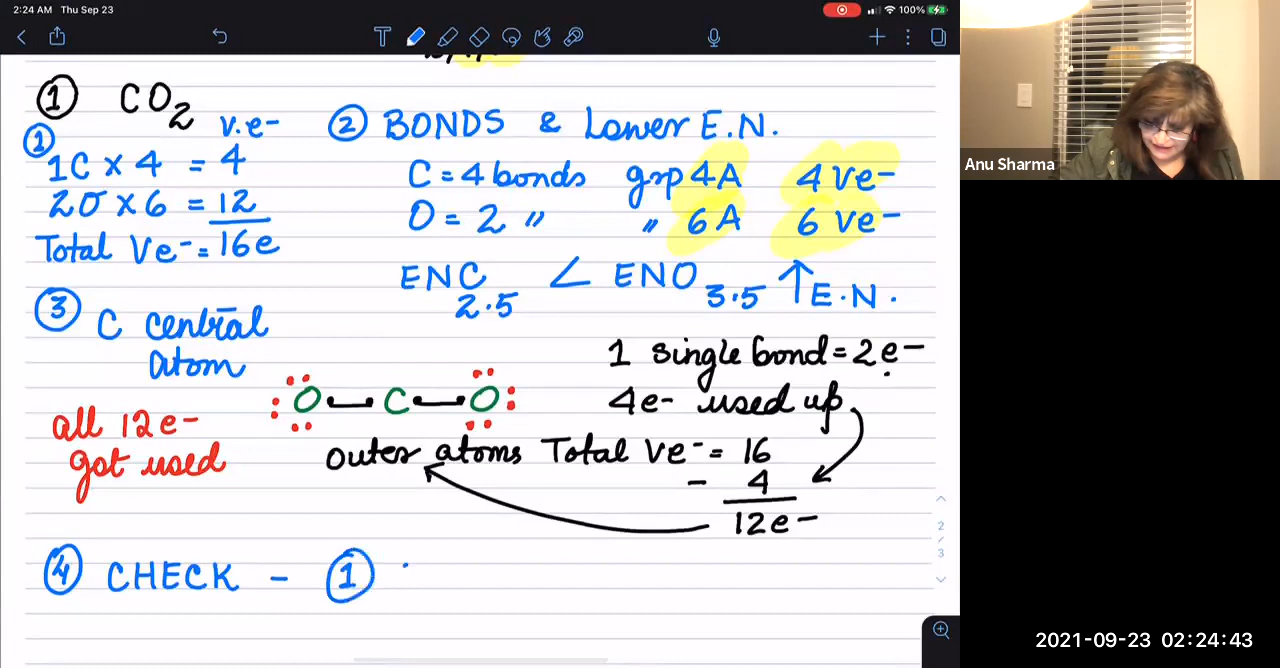 2:24 AM Thu Sep 23
100%
① CO2
① v.e-
1C × 4 = 4
2O × 6 = 12
Total Ve- = 16e
② BONDS & Lower E.N.
C = 4 bonds grp 4A 4 ve-
O = 2 " " 6A 6 ve-
ENC 2.5 < ENO 3.5 ↑ E.N.
③ C central
atom
1 single bond = 2e-
O — C — O
4e- used up
all 12e-
got used
outer atoms Total Ve- = 16
- 4
12e-
④ CHECK - ①
2
/
3
Anu Sharma
2021-09-23 02:24:43